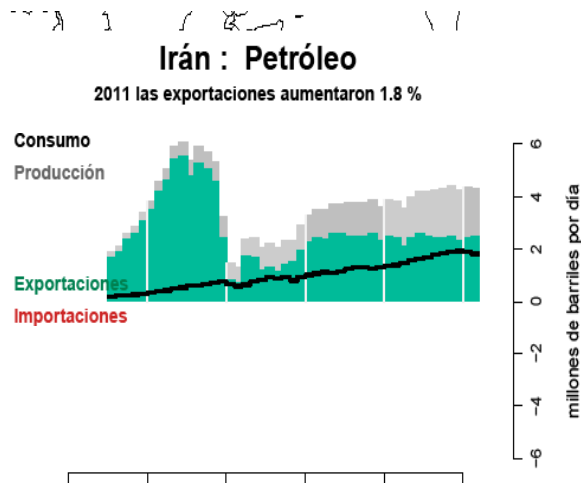 Irán : Petróleo
2011 las exportaciones aumentaron 1.8 %
Consumo
Producción
Exportaciones
Importaciones
6
4
2
0
−2
−4
−6
millones de barriles por día